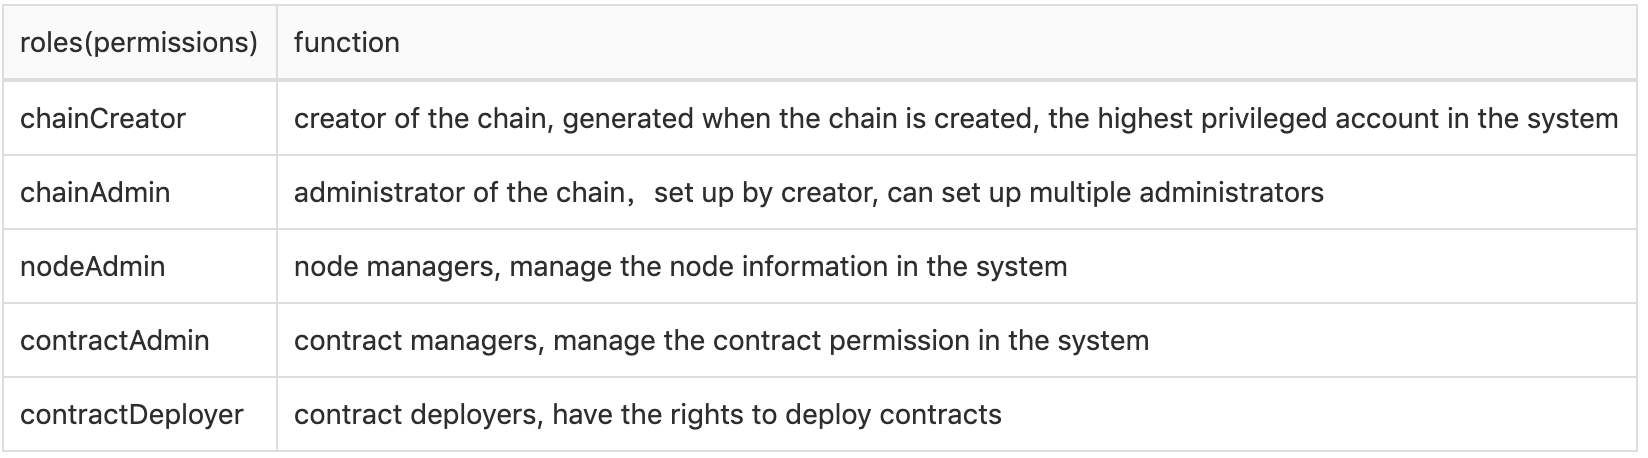 roles(permissions) function
chainCreator creator of the chain, generated when the chain is created, the highest privileged account in the system
chainAdmin administrator of the chain，set up by creator, can set up multiple administrators
nodeAdmin node managers, manage the node information in the system
contractAdmin contract managers, manage the contract permission in the system
contractDeployer contract deployers, have the rights to deploy contracts